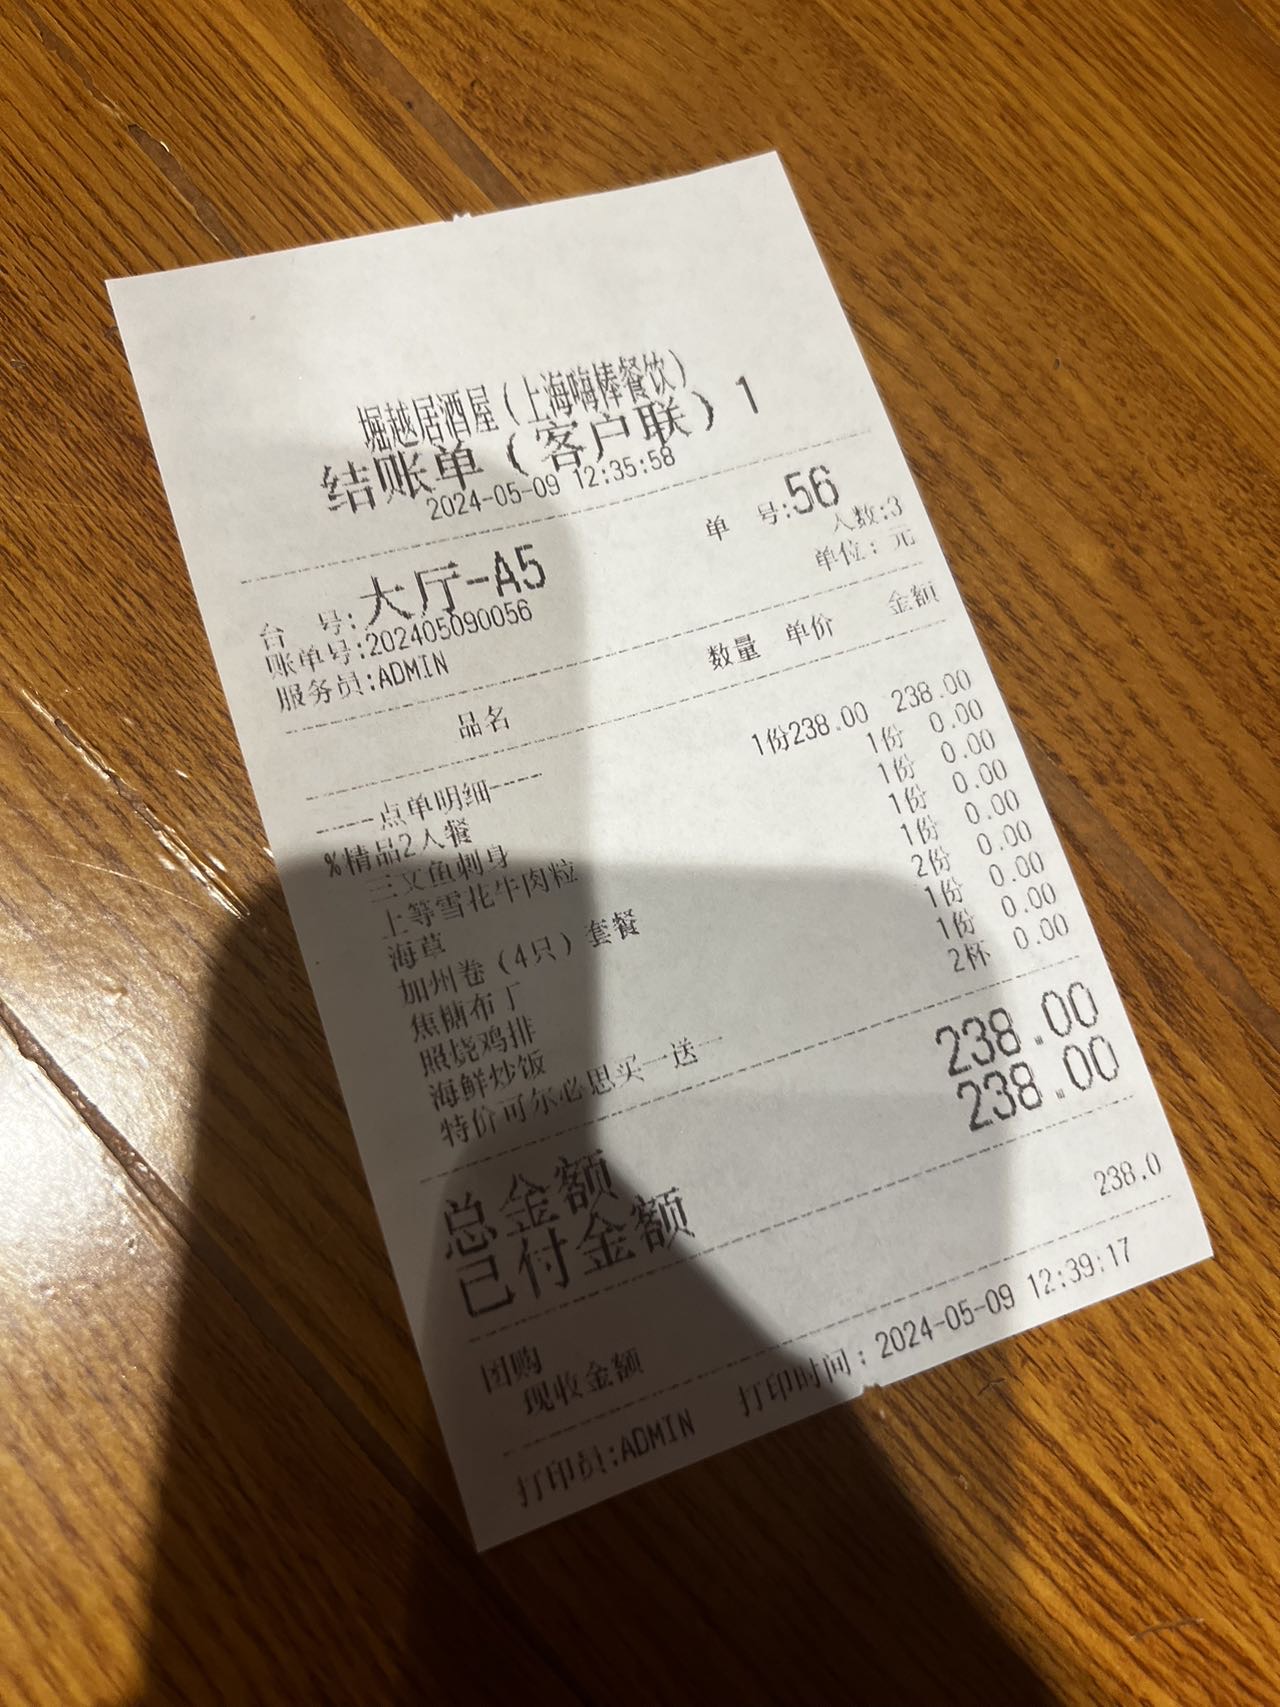 堀越居酒屋（上海嗨棒餐饮）
结账单（客户联）1
2024-05-09 12:35:58
台 号:大厅-A5 单 号:56
账单号:202405090056 人数:3
服务员:ADMIN 单位：元
品名 数量 单价 金额
----点单明细----
%精品2人餐 1份238.00 238.00
三文鱼刺身 1份 0.00
上等雪花牛肉粒 1份 0.00
海草 1份 0.00
加州卷（4只）套餐 1份 0.00
焦糖布丁 2份 0.00
照烧鸡排 1份 0.00
海鲜炒饭 1份 0.00
特价可尔必思买一送一 2杯 0.00
总金额 238.00
已付金额 238.00
团购 238.0
现收金额
打印员:ADMIN 打印时间：2024-05-09 12:39:17